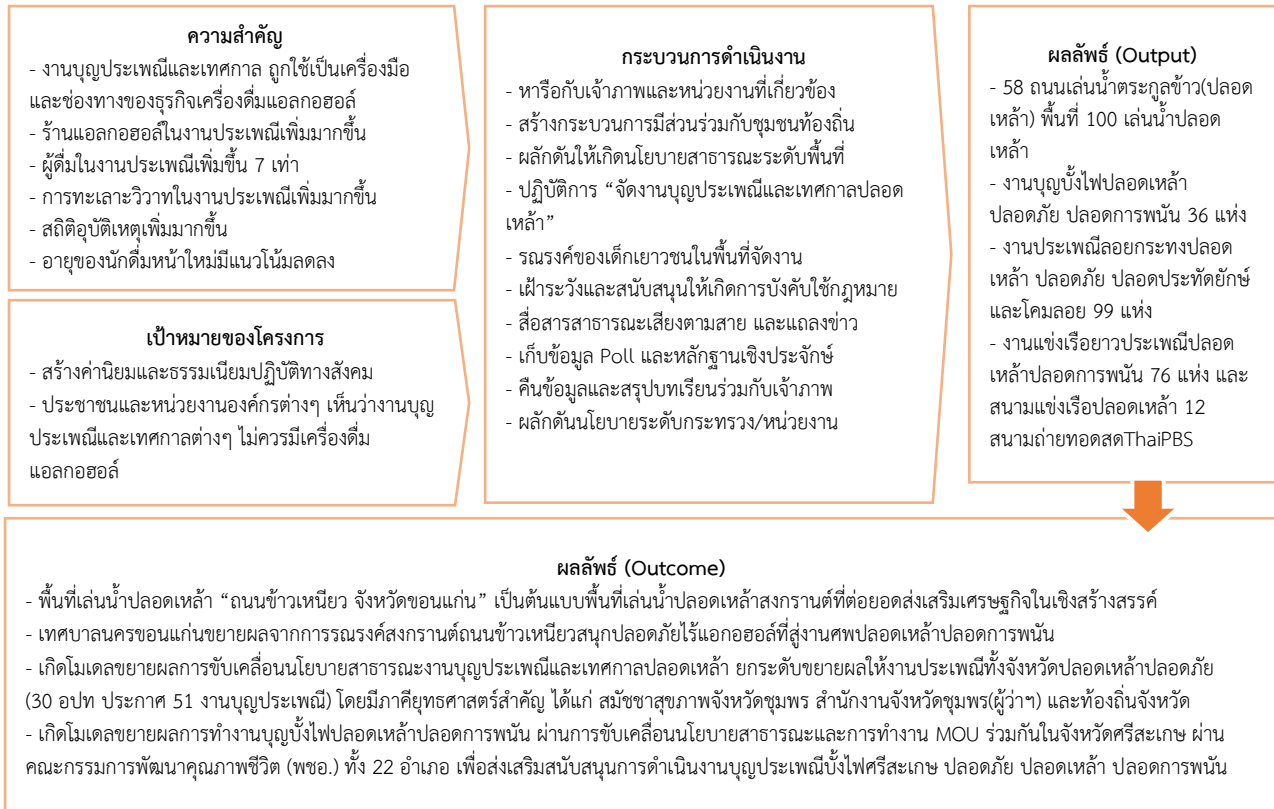 ความสำคัญ
- งานบุญประเพณีและเทศกาล ถูกใช้เป็นเครื่องมือ
และช่องทางของธุรกิจเครื่องดื่มแอลกอฮอล์
- ร้านแอลกอฮอล์ในงานประเพณีเพิ่มมากขึ้น
- ผู้ดื่มในงานประเพณีเพิ่มขึ้น 7 เท่า
- การทะเลาะวิวาทในงานประเพณีเพิ่มมากขึ้น
- สถิติอุบัติเหตุเพิ่มมากขึ้น
- อายุของนักดื่มหน้าใหม่มีแนวโน้มลดลง
เป้าหมายของโครงการ
- สร้างค่านิยมและธรรมเนียมปฏิบัติทางสังคม
- ประชาชนและหน่วยงานองค์กรต่างๆ เห็นว่างานบุญ
ประเพณีและเทศกาลต่างๆ ไม่ควรมีเครื่องดื่ม
แอลกอฮอล์
กระบวนการดำเนินงาน
- หารือกับเจ้าภาพและหน่วยงานที่เกี่ยวข้อง
- สร้างกระบวนการมีส่วนร่วมกับชุมชนท้องถิ่น
- ผลักดันให้เกิดนโยบายสาธารณะระดับพื้นที่
- ปฏิบัติการ “จัดงานบุญประเพณีและเทศกาลปลอด
เหล้า”
- รณรงค์ของเด็กเยาวชนในพื้นที่จัดงาน
- เฝ้าระวังและสนับสนุนให้เกิดการบังคับใช้กฎหมาย
- สื่อสารสาธารณะเสียงตามสาย และแถลงข่าว
- เก็บข้อมูล Poll และหลักฐานเชิงประจักษ์
- คืนข้อมูลและสรุปบทเรียนร่วมกับเจ้าภาพ
- ผลักดันนโยบายระดับกระทรวง/หน่วยงาน
ผลลัพธ์ (Output)
- 58 ถนนเล่นน้ำตระกูลข้าว(ปลอด
เหล้า) พื้นที่ 100 เล่นน้ำปลอด
เหล้า
- งานบุญบั้งไฟปลอดเหล้า
ปลอดภัย ปลอดการพนัน 36 แห่ง
- งานประเพณีลอยกระทงปลอด
เหล้า ปลอดภัย ปลอดประทัดยักษ์
และโคมลอย 99 แห่ง
- งานแข่งเรือยาวประเพณีปลอด
เหล้าปลอดการพนัน 76 แห่ง และ
สนามแข่งเรือปลอดเหล้า 12
สนามถ่ายทอดสดThaiPBS
ผลลัพธ์ (Outcome)
- พื้นที่เล่นน้ำปลอดเหล้า “ถนนข้าวเหนียว จังหวัดขอนแก่น” เป็นต้นแบบพื้นที่เล่นน้ำปลอดเหล้าสงกรานต์ที่ต่อยอดส่งเสริมเศรษฐกิจในเชิงสร้างสรรค์
- เทศบาลนครขอนแก่นขยายผลจากการรณรงค์สงกรานต์ถนนข้าวเหนียวสนุกปลอดภัยไร้แอกอฮอล์ที่สู่งานศพปลอดเหล้าปลอดการพนัน
- เกิดโมเดลขยายผลการขับเคลื่อนนโยบายสาธารณะงานบุญประเพณีและเทศกาลปลอดเหล้า ยกระดับขยายผลให้งานประเพณีทั้งจังหวัดปลอดเหล้าปลอดภัย
(30 อปท ประกาศ 51 งานบุญประเพณี) โดยมีภาคียุทธศาสตร์สำคัญ ได้แก่ สมัชชาสุขภาพจังหวัดชุมพร สำนักงานจังหวัดชุมพร(ผู้ว่าฯ) และท้องถิ่นจังหวัด
- เกิดโมเดลขยายผลการทำงานบุญบั้งไฟปลอดเหล้าปลอดการพนัน ผ่านการขับเคลื่อนนโยบายสาธารณะและการทำงาน MOU ร่วมกันในจังหวัดศรีสะเกษ ผ่าน
คณะกรรมการพัฒนาคุณภาพชีวิต (พชอ.) ทั้ง 22 อำเภอ เพื่อส่งเสริมสนับสนุนการดำเนินงานบุญประเพณีบั้งไฟศรีสะเกษ ปลอดภัย ปลอดเหล้า ปลอดการพนัน